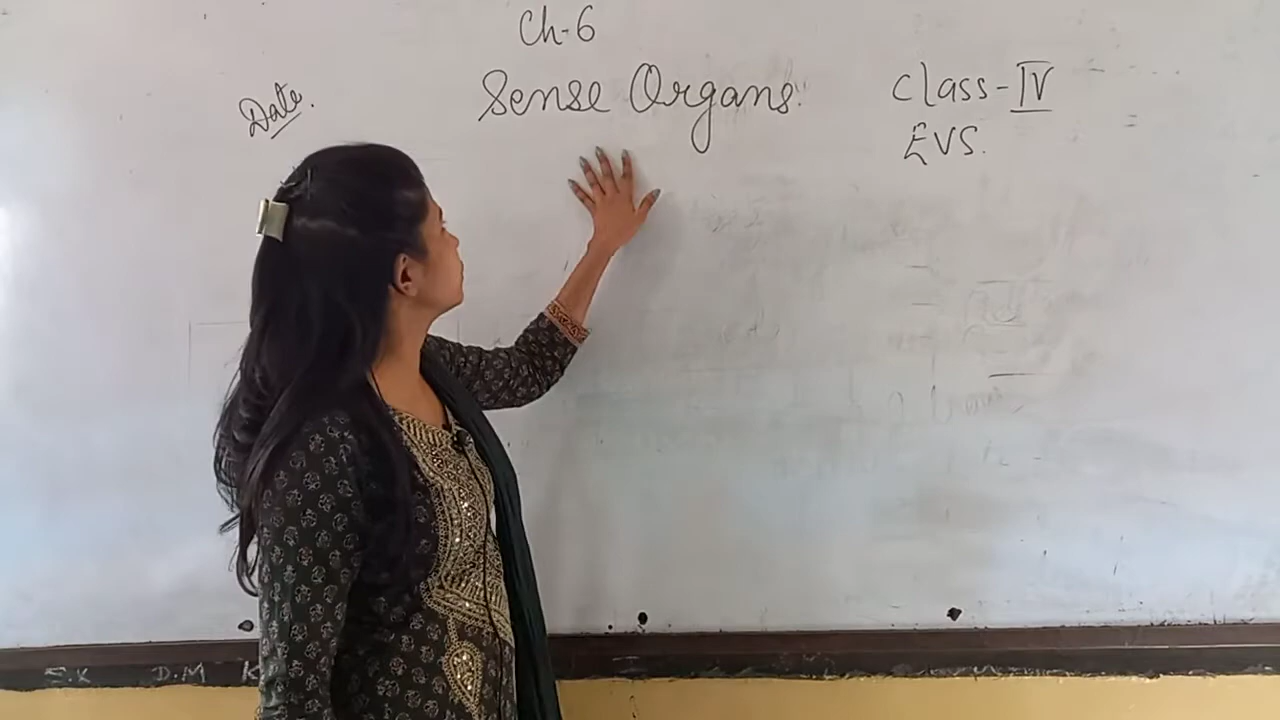 Ch-6
Sense Organs.
Date.
Class-IV
EVS.
E.K D.M K